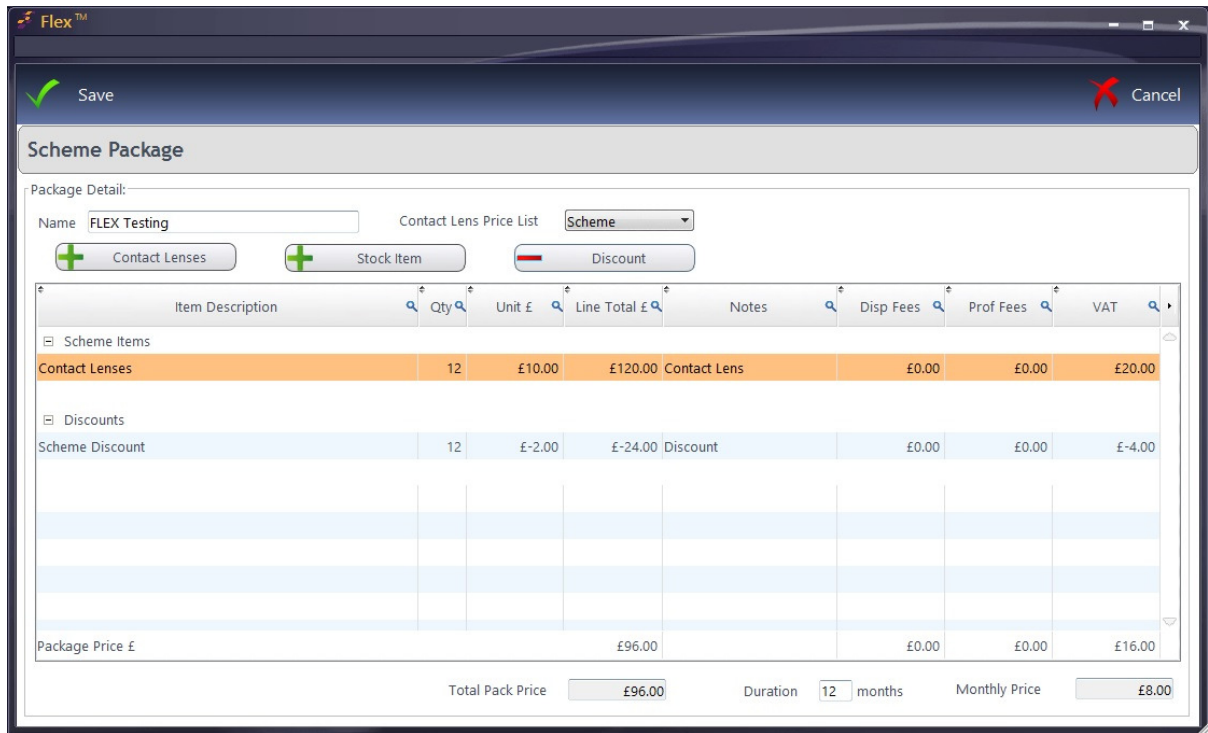 Flex™
Save Cancel
Scheme Package
Package Detail:
Name FLEX Testing Contact Lens Price List Scheme
Contact Lenses Stock Item Discount
Item Description Qty Unit £ Line Total £ Notes Disp Fees Prof Fees VAT
Scheme Items
Contact Lenses 12 £10.00 £120.00 Contact Lens £0.00 £0.00 £20.00
Discounts
Scheme Discount 12 £-2.00 £-24.00 Discount £0.00 £0.00 £-4.00
Package Price £ £96.00 £0.00 £0.00 £16.00
Total Pack Price £96.00 Duration 12 months Monthly Price £8.00